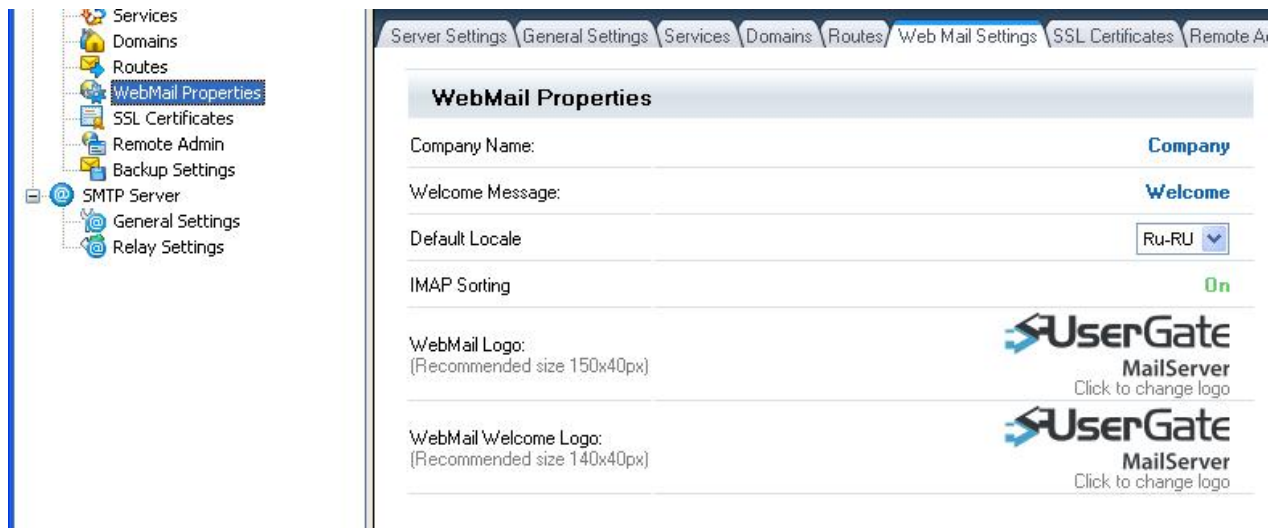 Services
Domains
Routes
WebMail Properties
SSL Certificates
Remote Admin
Backup Settings
SMTP Server
General Settings
Relay Settings
Server Settings General Settings Services Domains Routes Web Mail Settings SSL Certificates Remote
WebMail Properties
Company Name: Company
Welcome Message: Welcome
Default Locale Ru-RU
IMAP Sorting On
WebMail Logo:
(Recommended size 150x40px)
UserGate
MailServer
Click to change logo
WebMail Welcome Logo:
(Recommended size 140x40px)
UserGate
MailServer
Click to change logo